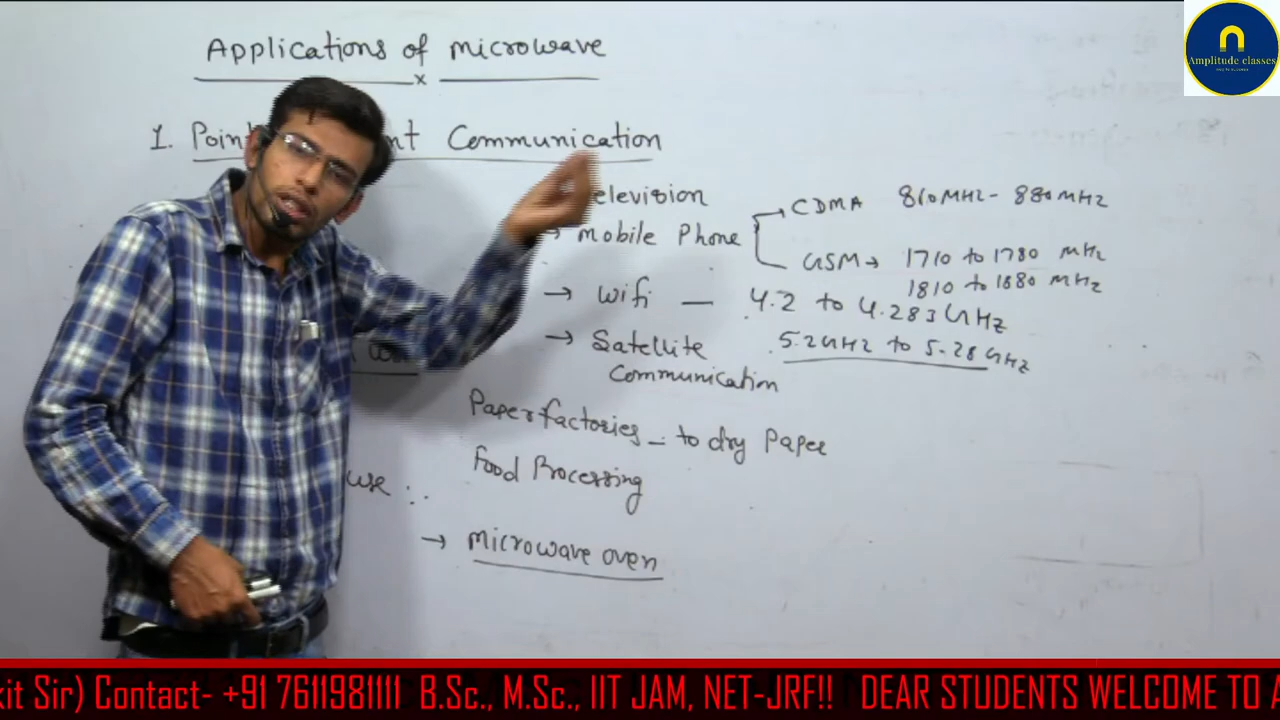 Applications of microwave
x
1. Point Communication
elevision
→ Mobile Phone
→ CDMA 810MHz - 880MHz
GSM → 1710 to 1780 MHz
1810 to 1880 MHz
→ Wifi — 4.2 to 4.283 GHz
5.2GHz to 5.28 GHz
→ Satellite
Communication
Paper factories - to dry Paper
Food Processing
use :.
→ Microwave oven
Amplitude classes
kit Sir) Contact- +91 7611981111 B.Sc., M.Sc., IIT JAM, NET-JRF!! DEAR STUDENTS WELCOME TO A